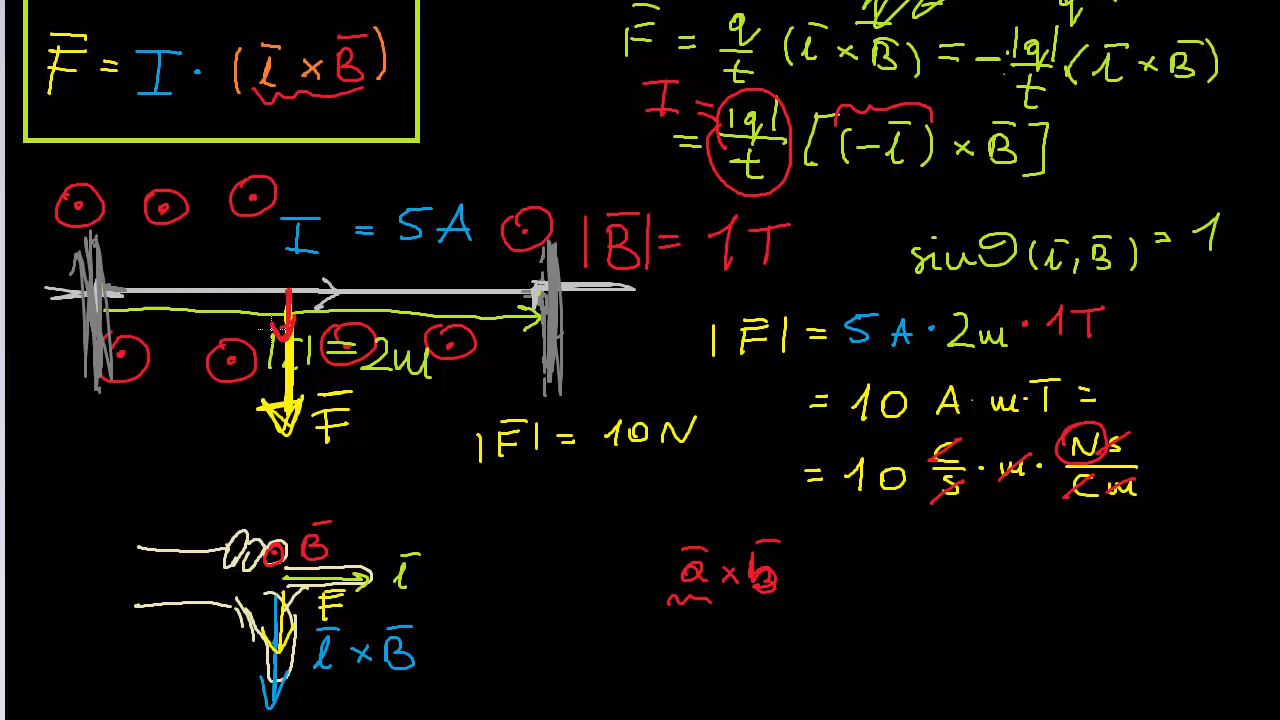 F̅ = I · (l̅ × B̅)
F̅ = q/t (l̅ × B̅) = - |q|/t (l̅ × B̅)
I =
= |q|/t [(-l̅) × B̅]
I = 5A
|B̅| = 1T
sinΘ(l̅, B̅) = 1
|l̅| = 2m
|F̅| = 5A · 2m · 1T
F̅
= 10 A · m · T =
|F̅| = 10N
= 10 C/s · m · Ns/Cm
B̅
l̅
F̅
l̅ × B̅
a̅ × b̅